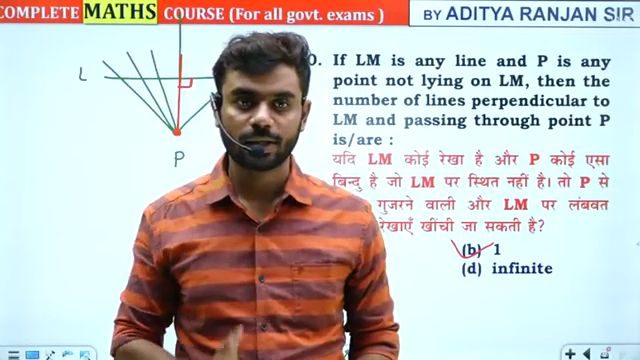 COMPLETE MATHS COURSE (For all govt. exams)
BY ADITYA RANJAN SIR
L
P
0. If LM is any line and P is any
point not lying on LM, then the
number of lines perpendicular to
LM and passing through point P
is/are :
यदि LM कोई रेखा है और P कोई एसा
बिन्दु है जो LM पर स्थित नहीं है। तो P से
गुजरने वाली और LM पर लंबवत
रेखाएँ खींची जा सकती है?
(b) 1
(d) infinite